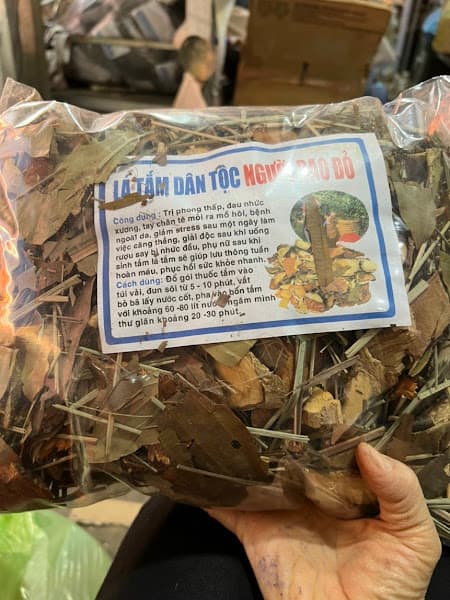 LÁ TẮM DÂN TỘC NGƯỜI DAO ĐỎ
Công dụng: Trị phong thấp, đau nhức
xương, tay chân tê mỏi ra mồ hôi, bệnh
ngoài da, giảm stress sau một ngày làm
việc căng thẳng, giải độc sau khi uống
rượu say bị nhức đầu, phụ nữ sau khi
sinh tắm lá tắm sẽ giúp lưu thông tuần
hoàn máu, phục hồi sức khỏe nhanh.
Cách dùng: Đổ gói thuốc tắm vào
túi vải, đun sôi từ 5 - 10 phút, vắt
bỏ bã lấy nước cốt, pha vào bồn tắm
với khoảng 60 -80 lít nước ngâm mình
thư giãn khoảng 20 -30 phút.